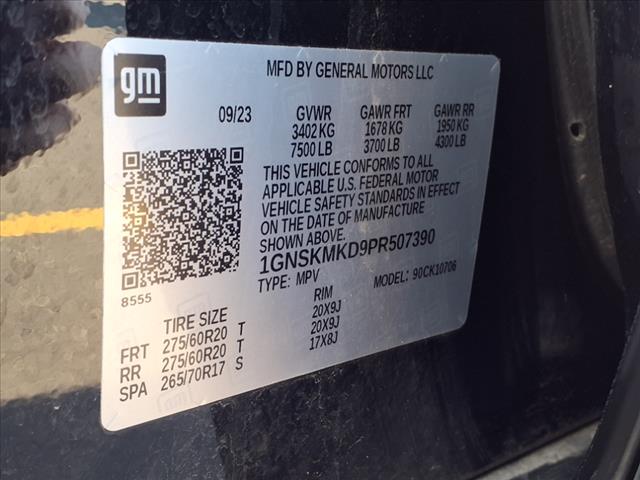 gm
MFD BY GENERAL MOTORS LLC
09/23 GVWR GAWR FRT GAWR RR
3402 KG 1678 KG 1950 KG
7500 LB 3700 LB 4300 LB
THIS VEHICLE CONFORMS TO ALL
APPLICABLE U.S. FEDERAL MOTOR
VEHICLE SAFETY STANDARDS IN EFFECT
ON THE DATE OF MANUFACTURE
SHOWN ABOVE.
1GNSKMKD9PR507390
8555 TYPE: MPV MODEL: 90CK10706
TIRE SIZE RIM
FRT 275/60R20 T 20X9J
RR 275/60R20 T 20X9J
SPA 265/70R17 S 17X8J